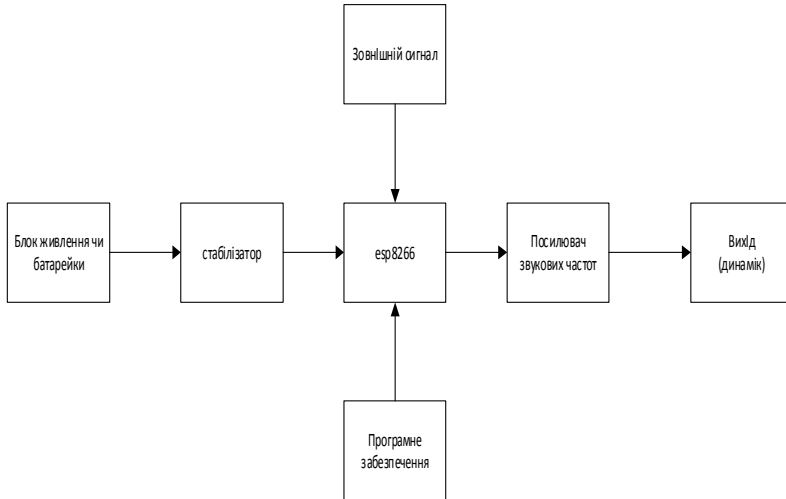 ЗовнІшній сигнал
Блок живлення чи
батарейки
стабілізатор
esp8266
Посилювач
звукових частот
ВихІд
(динамік)
Програмне
забезпечення